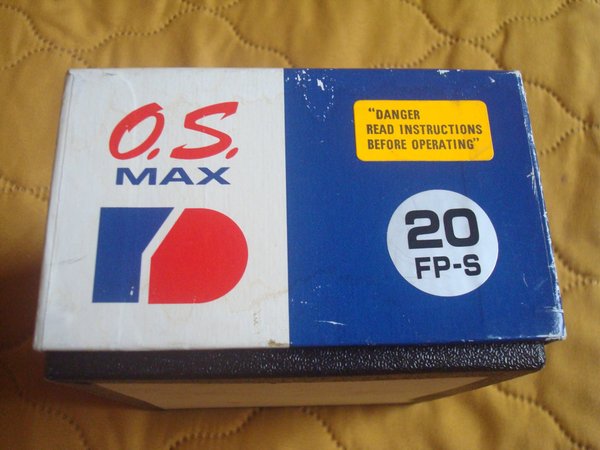 O.S.
MAX
"DANGER
READ INSTRUCTIONS
BEFORE OPERATING"
20
FP-S